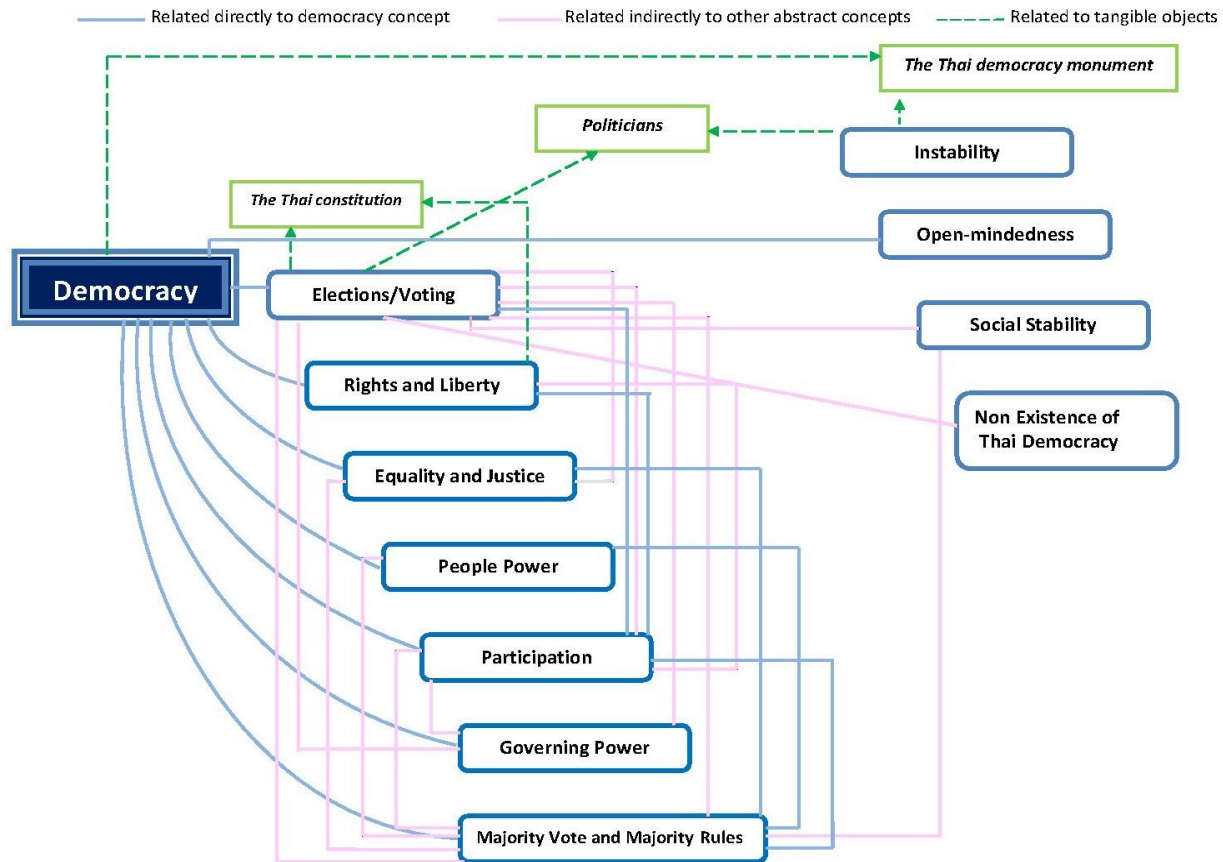 Related directly to democracy concept
Related indirectly to other abstract concepts
Related to tangible objects
The Thai democracy monument
Politicians
Instability
The Thai constitution
Open-mindedness
Democracy
Elections/Voting
Social Stability
Rights and Liberty
Non Existence of
Thai Democracy
Equality and Justice
People Power
Participation
Governing Power
Majority Vote and Majority Rules